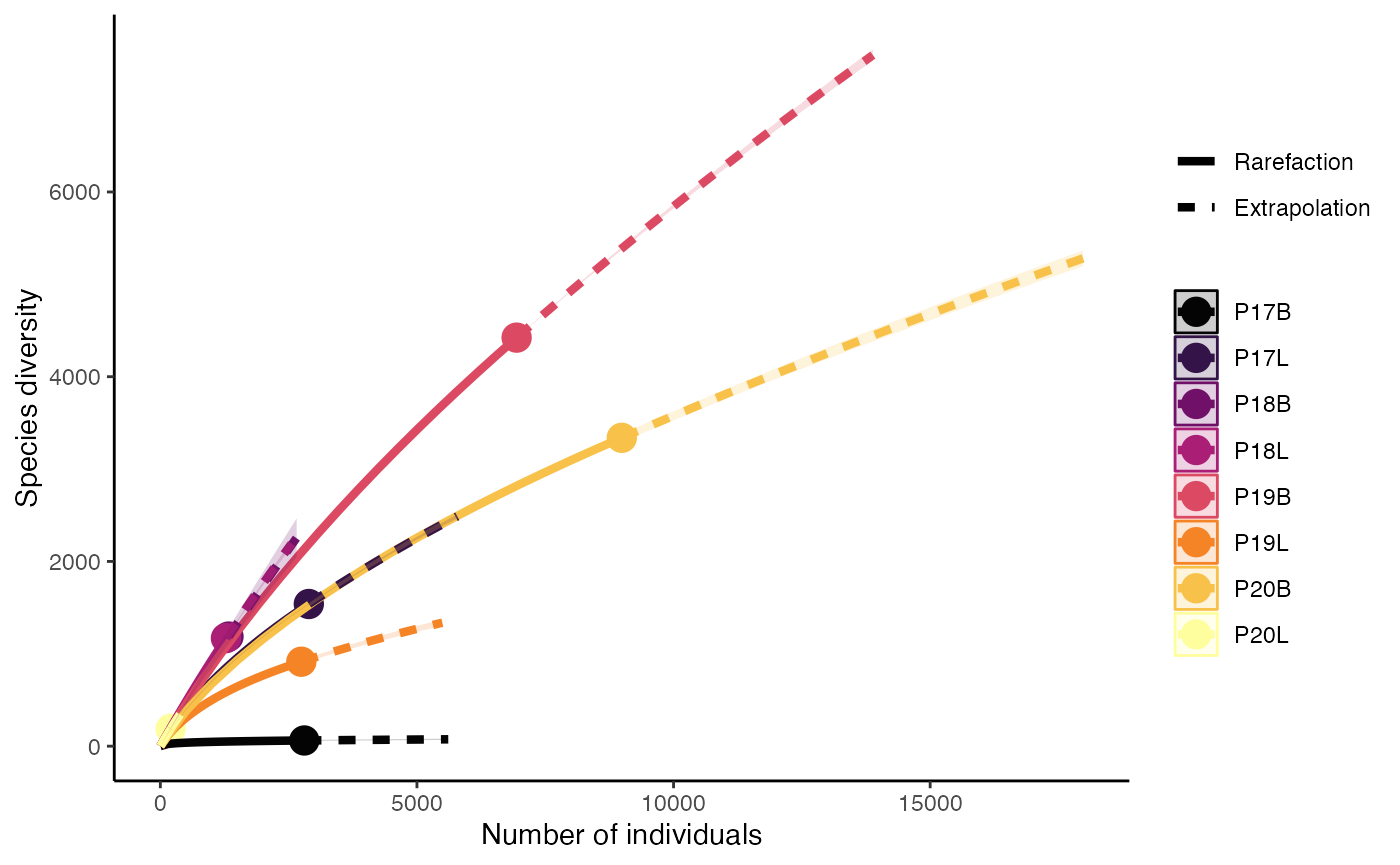 Species diversity
6000
4000
2000
0
0 5000 10000 15000
Number of individuals
Rarefaction
Extrapolation
P17B
P17L
P18B
P18L
P19B
P19L
P20B
P20L